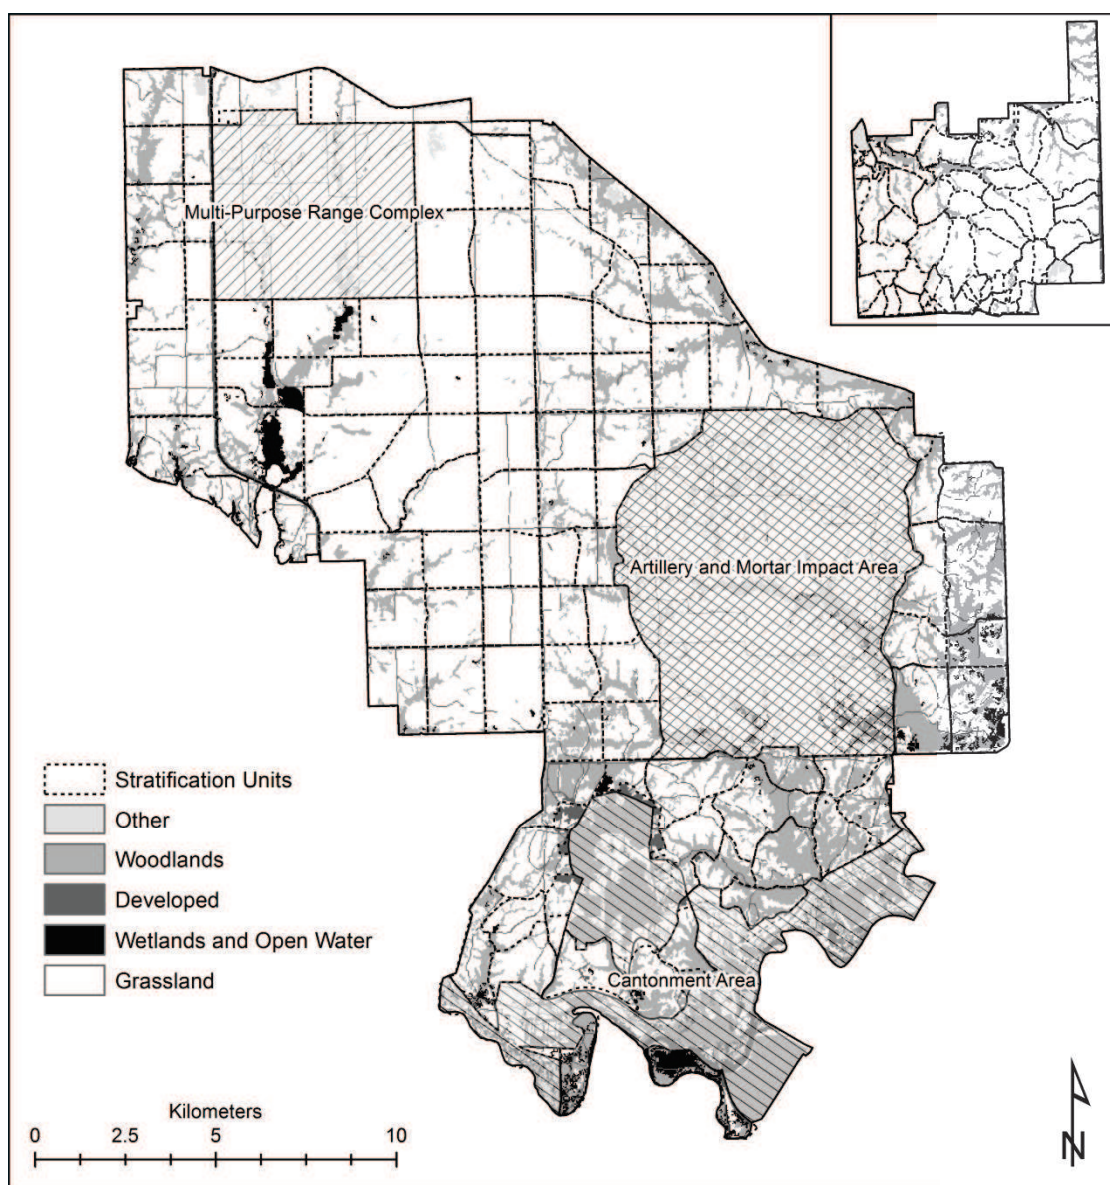 Multi-Purpose Range Complex
Artillery and Mortar Impact Area
Stratification Units
Other
Woodlands
Developed
Wetlands and Open Water
Grassland
Cantonment Area
Kilometers
0 2.5 5 10
N